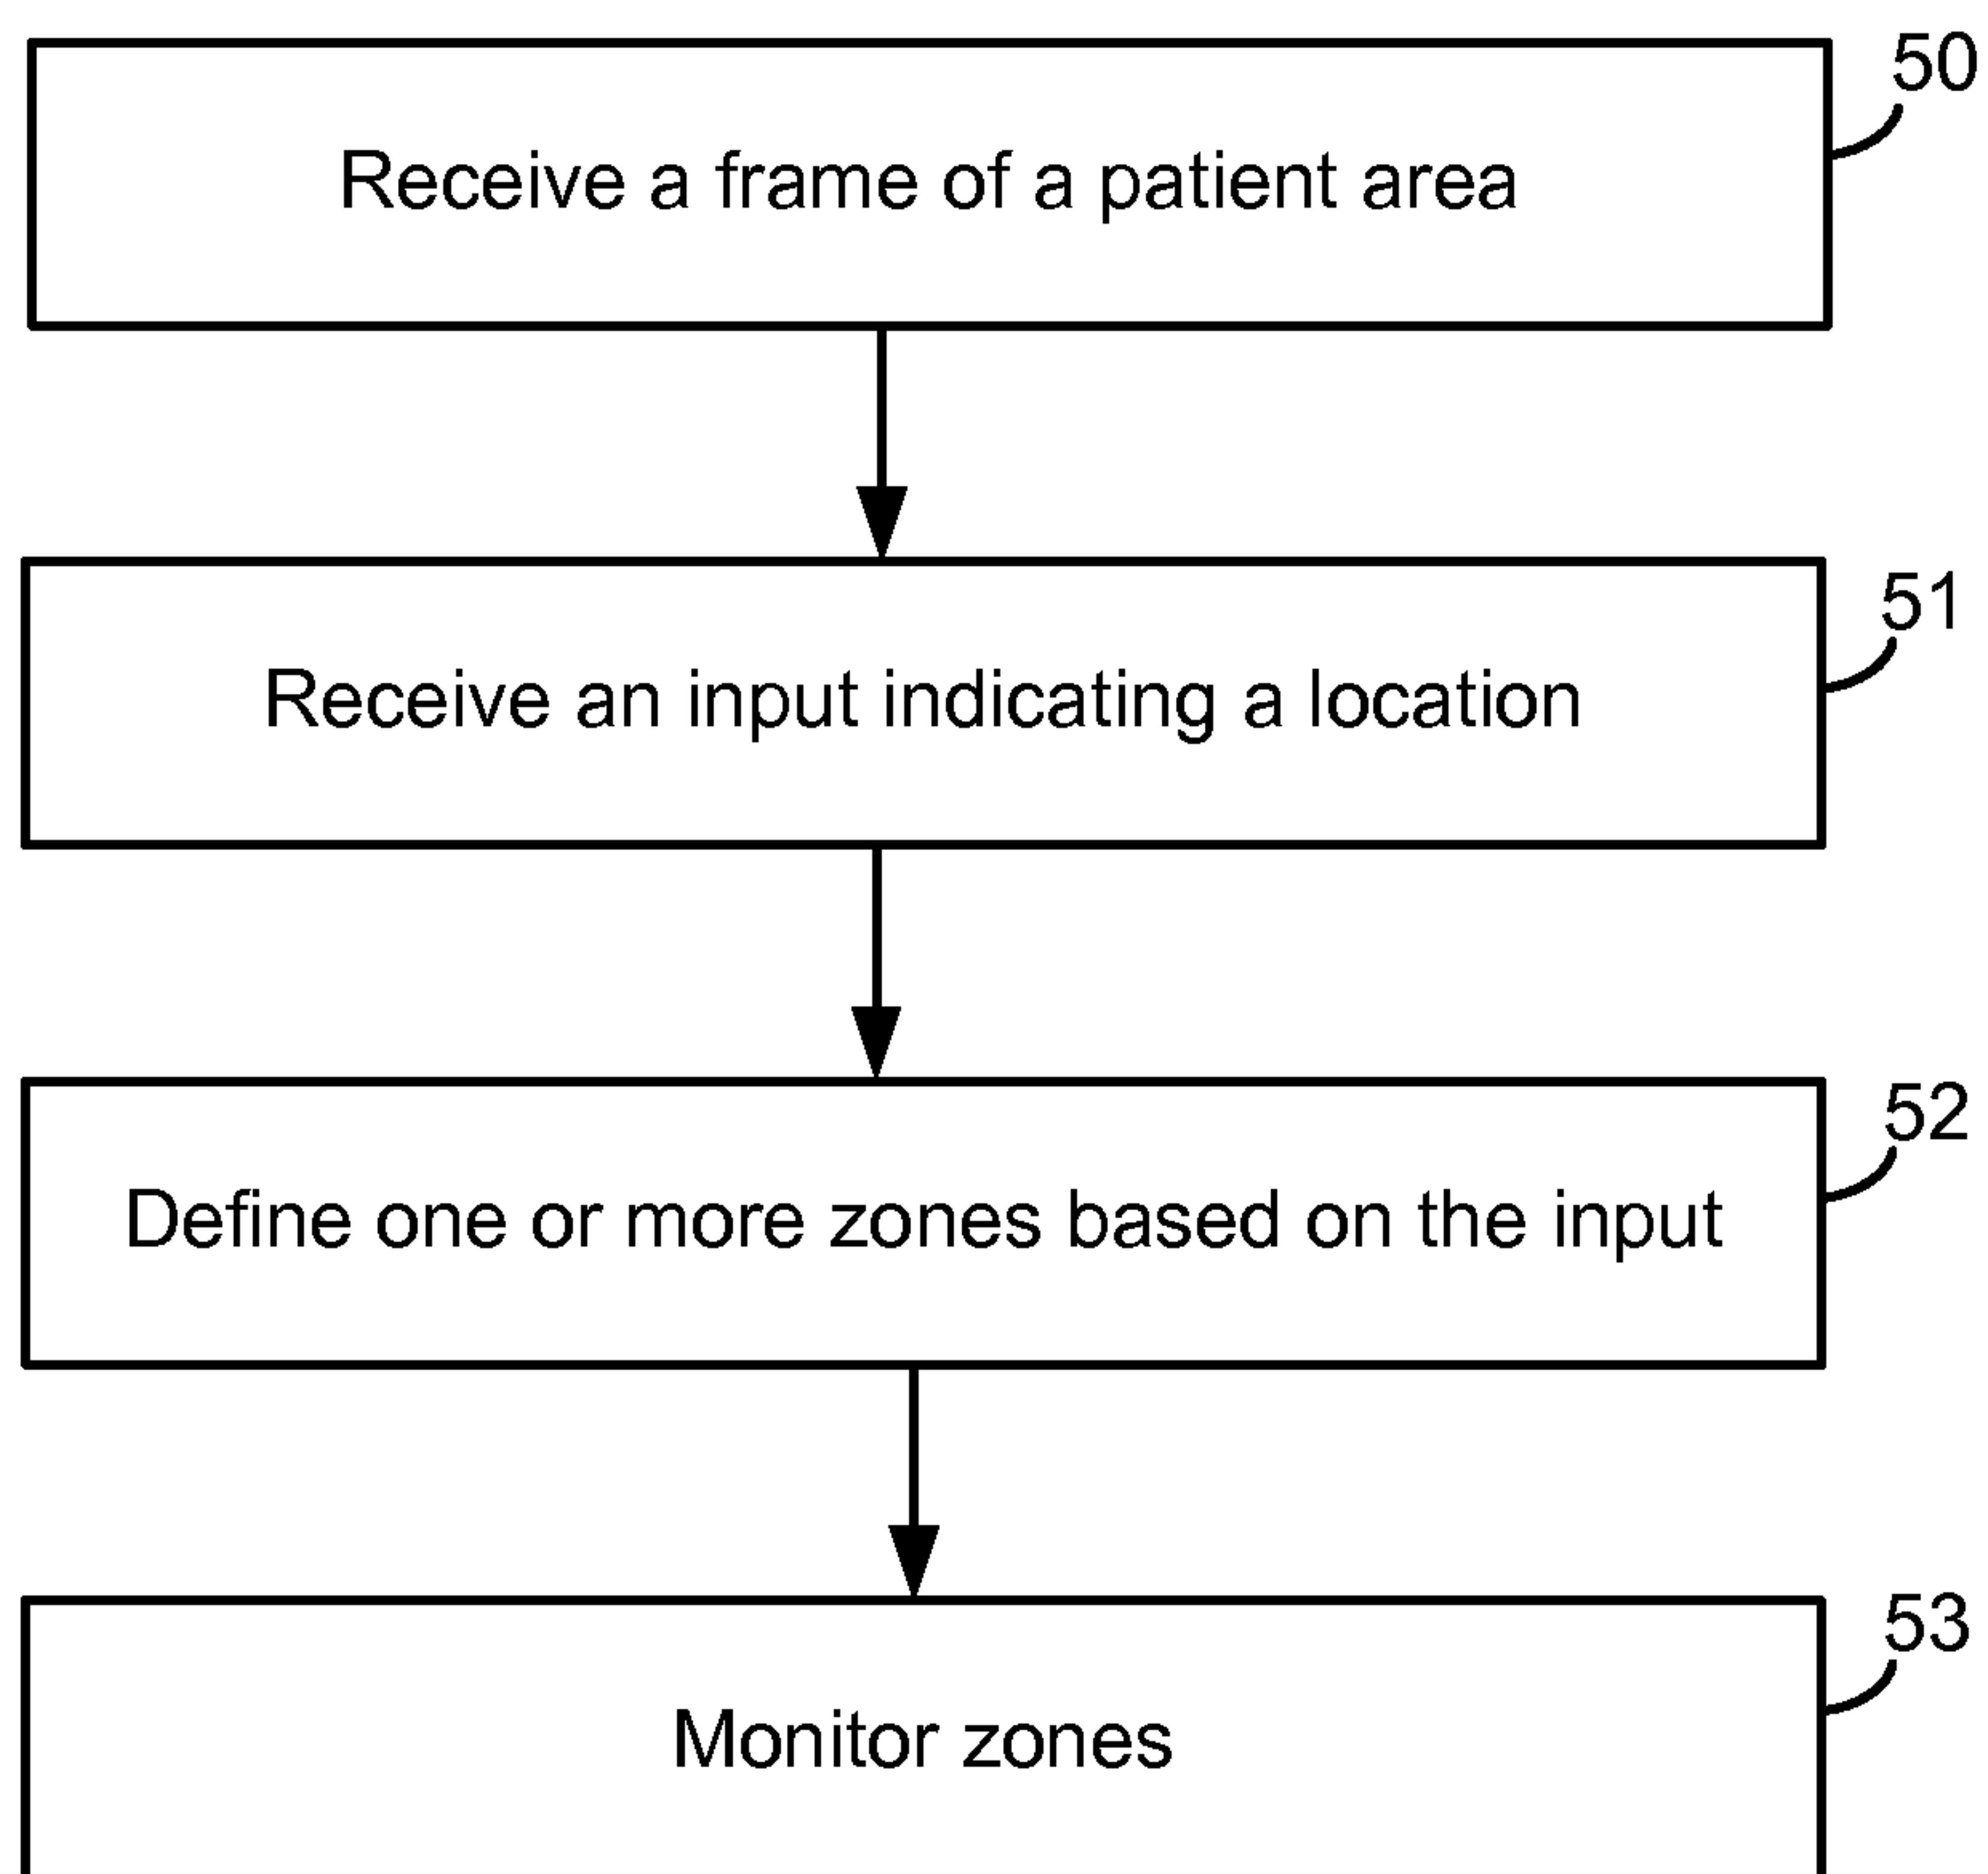 50
Receive a frame of a patient area
51
Receive an input indicating a location
52
Define one or more zones based on the input
53
Monitor zones